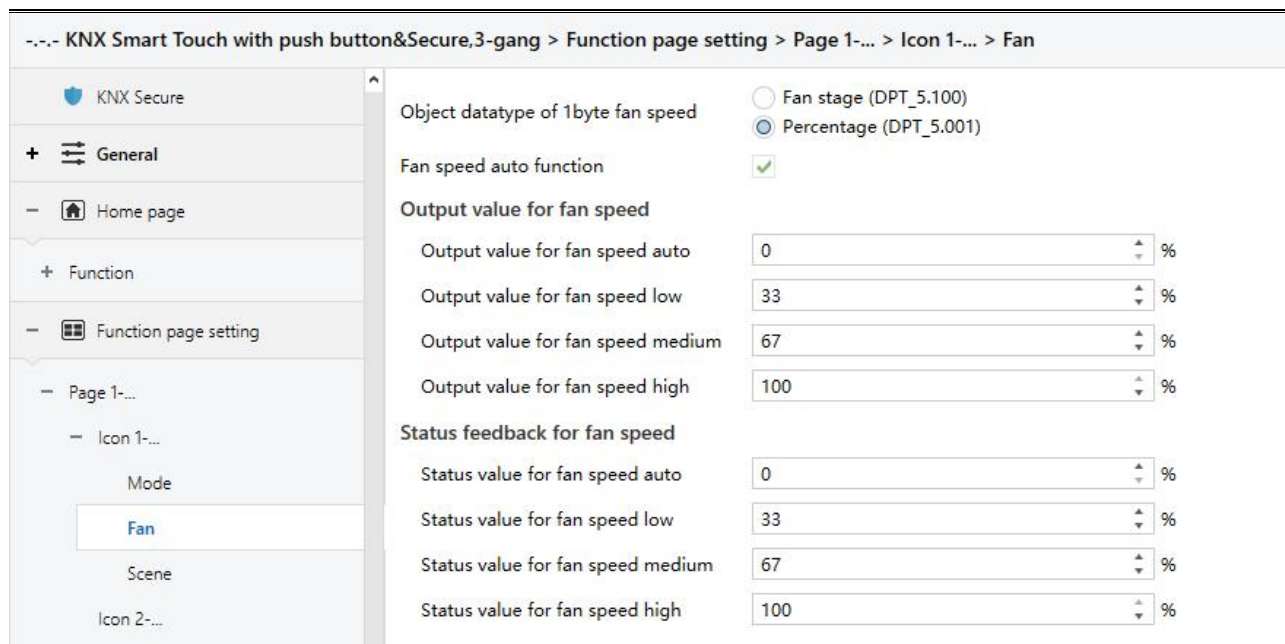 -.-.- KNX Smart Touch with push button&Secure,3-gang > Function page setting > Page 1-... > Icon 1-... > Fan
KNX Secure
+ General
− Home page
+ Function
− Function page setting
− Page 1-...
− Icon 1-...
Mode
Fan
Scene
Icon 2-...
Object datatype of 1byte fan speed
Fan stage (DPT_5.100)
Percentage (DPT_5.001)
Fan speed auto function
Output value for fan speed
Output value for fan speed auto 0 %
Output value for fan speed low 33 %
Output value for fan speed medium 67 %
Output value for fan speed high 100 %
Status feedback for fan speed
Status value for fan speed auto 0 %
Status value for fan speed low 33 %
Status value for fan speed medium 67 %
Status value for fan speed high 100 %